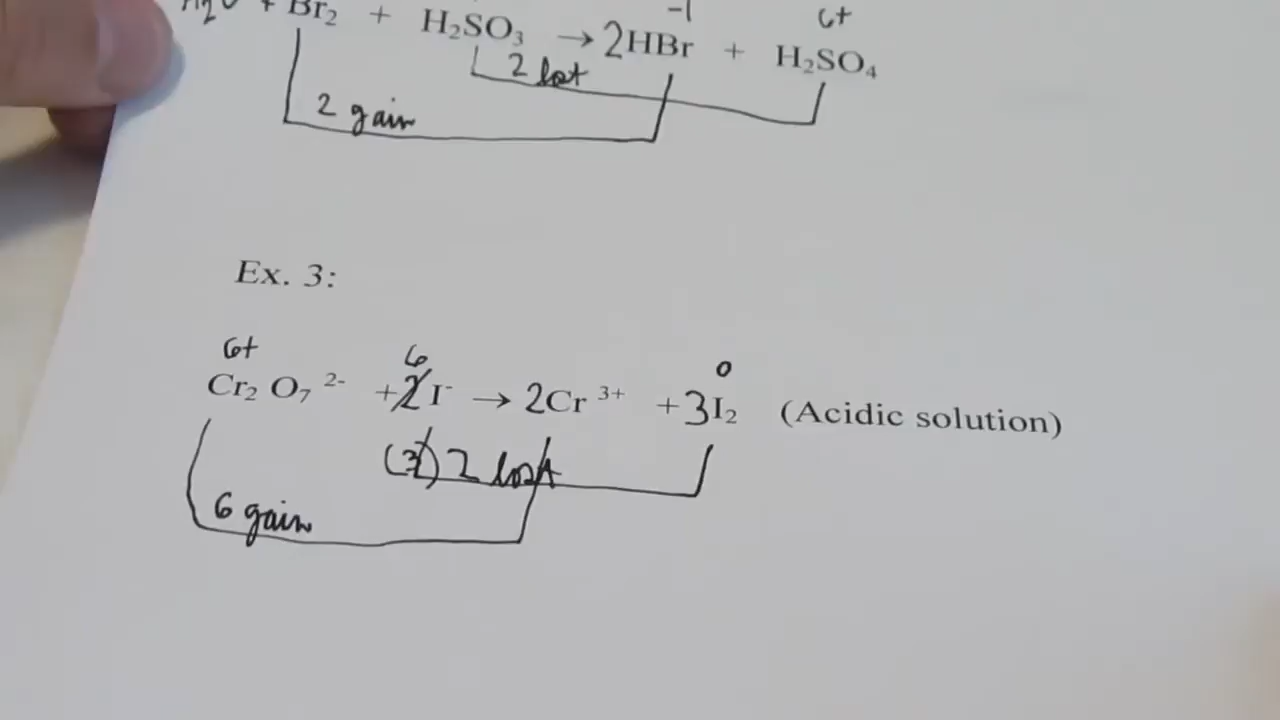 -1 6+
H₂O + Br₂ + H₂SO₃ → 2HBr + H₂SO₄
2 lost
2 gain
Ex. 3:
6+ 6 0
Cr₂ O₇ ²⁻ + 2 I⁻ → 2Cr ³⁺ + 3I₂ (Acidic solution)
(3) 2 lost
6 gain